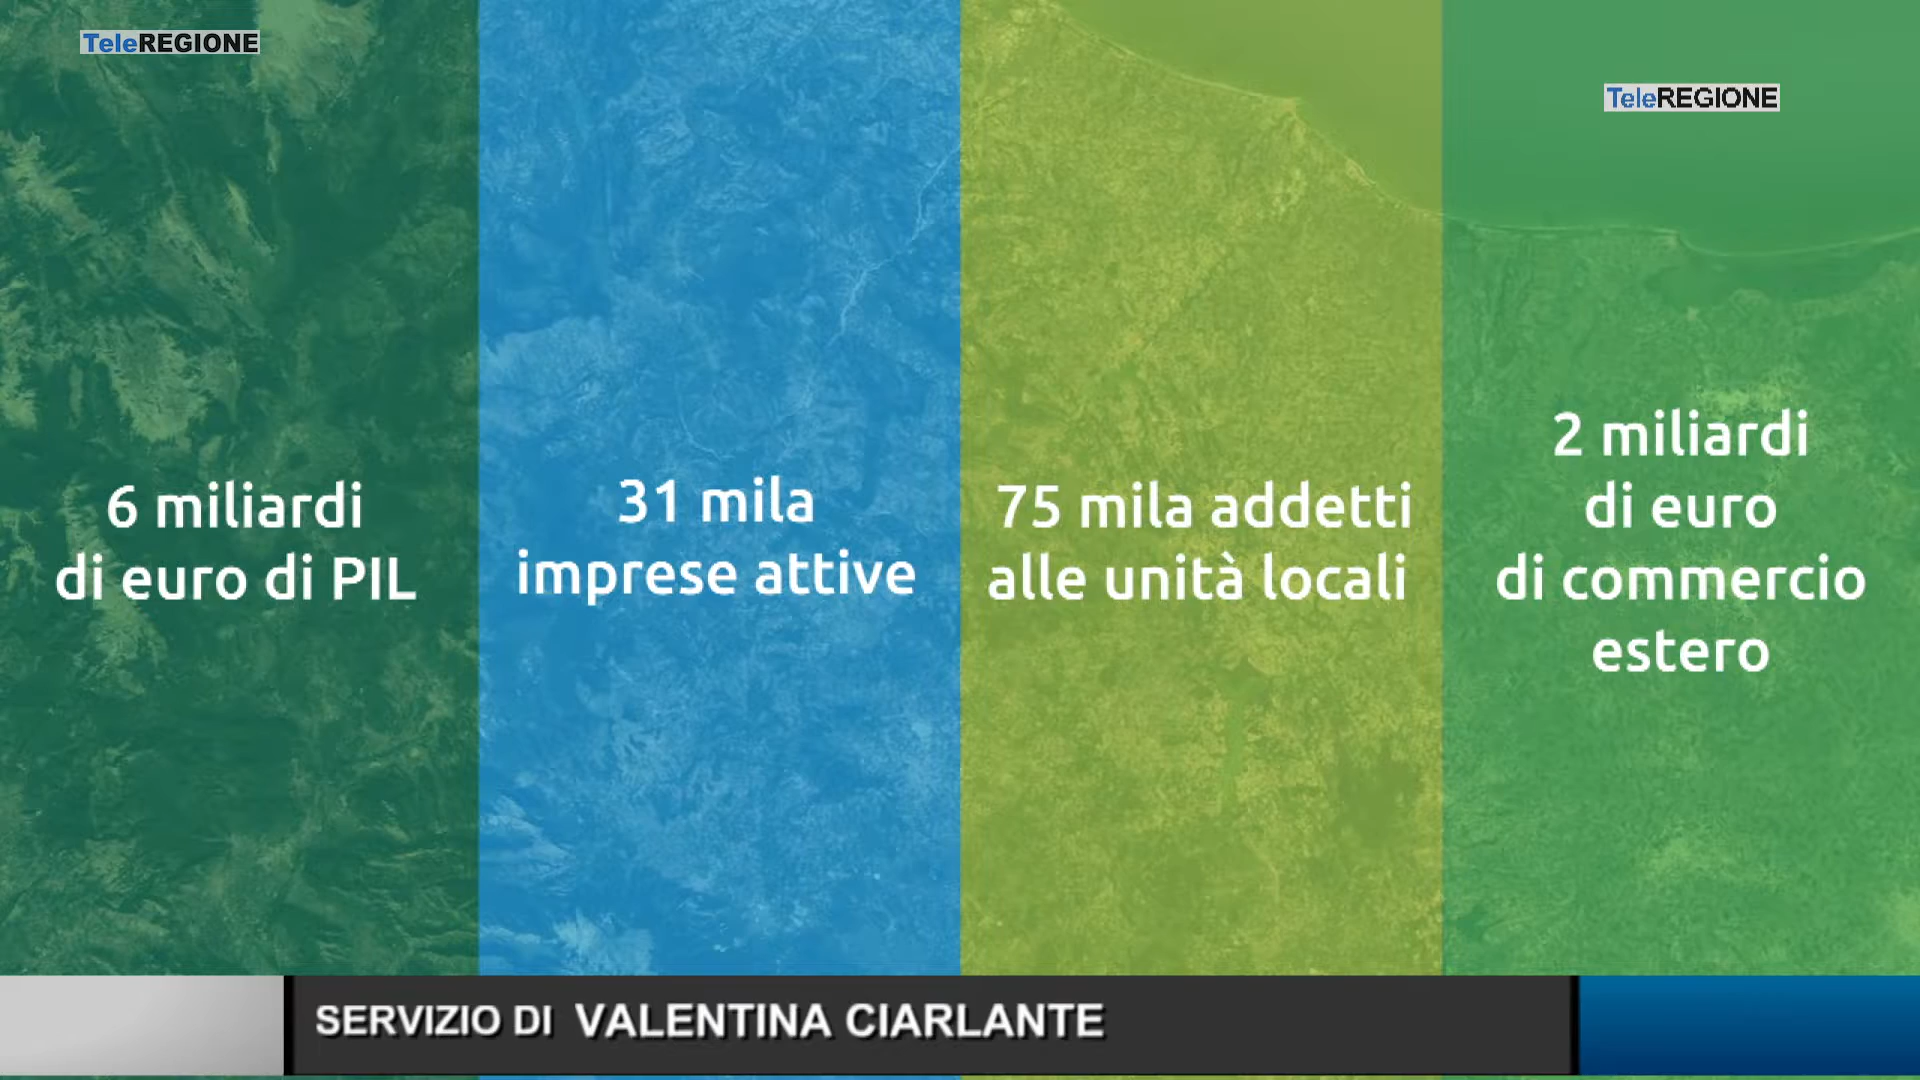 TeleREGIONE
TeleREGIONE
6 miliardi
di euro di PIL
31 mila
imprese attive
75 mila addetti
alle unità locali
2 miliardi
di euro
di commercio
estero
SERVIZIO DI VALENTINA CIARLANTE